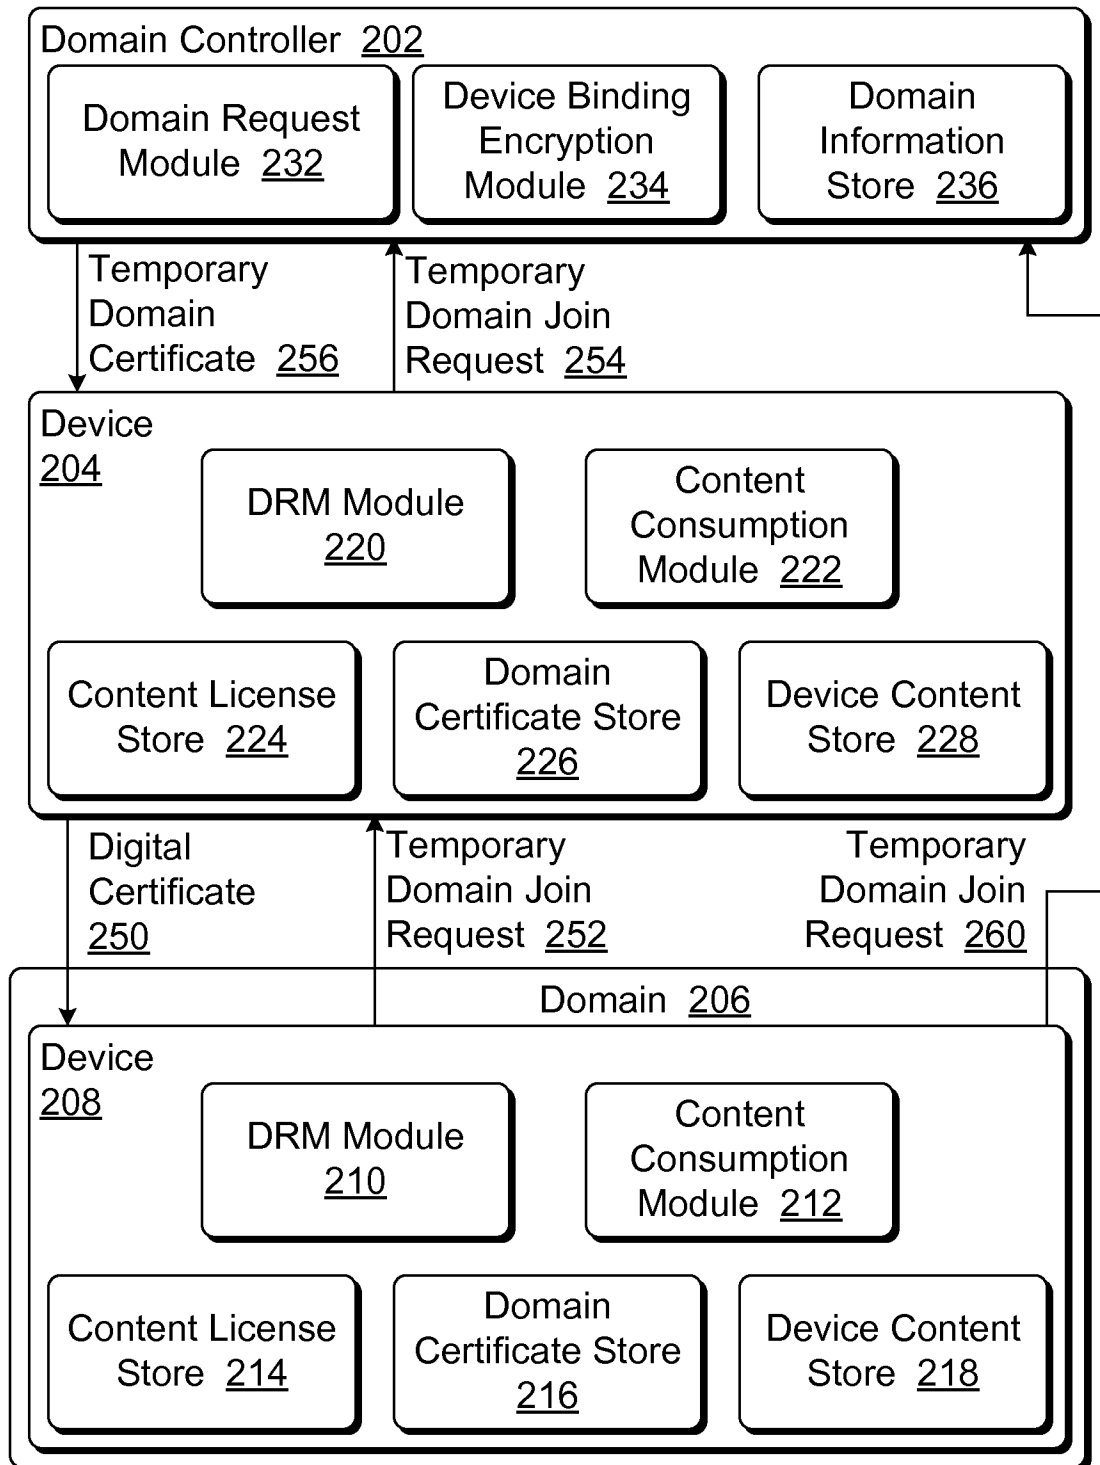 Domain Controller 202
Domain Request
Module 232
Device Binding
Encryption
Module 234
Domain
Information
Store 236
Temporary
Domain
Certificate 256
Temporary
Domain Join
Request 254
Device
204
DRM Module
220
Content
Consumption
Module 222
Content License
Store 224
Domain
Certificate Store
226
Device Content
Store 228
Digital
Certificate
250
Temporary
Domain Join
Request 252
Temporary
Domain Join
Request 260
Domain 206
Device
208
DRM Module
210
Content
Consumption
Module 212
Content License
Store 214
Domain
Certificate Store
216
Device Content
Store 218